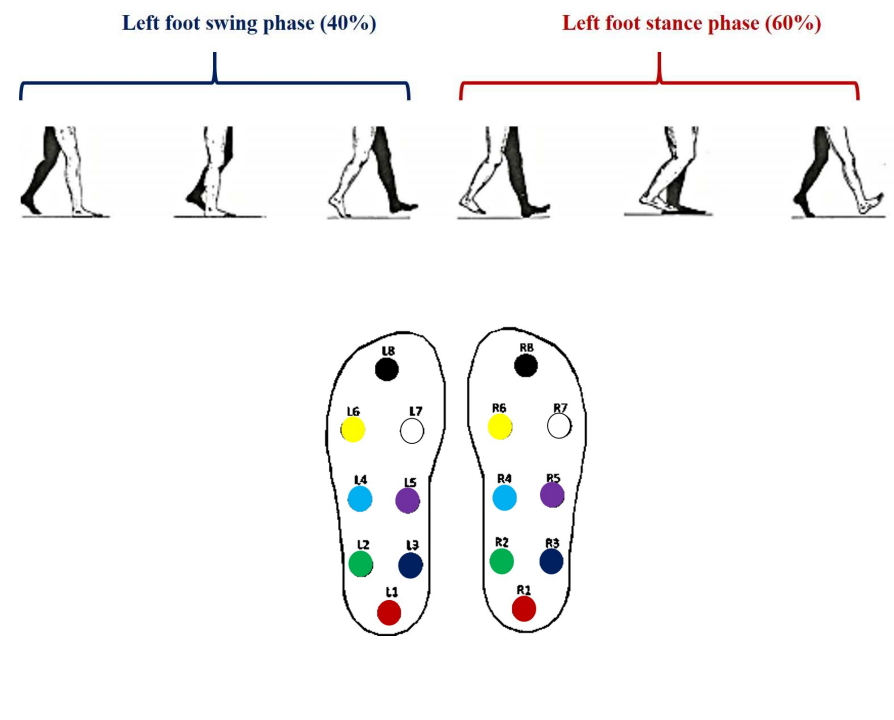 Left foot swing phase (40%) Left foot stance phase (60%)
L8 R8
L6 L7 R6 R7
L4 L5 R4 R5
L2 L3 R2 R3
L1 R1